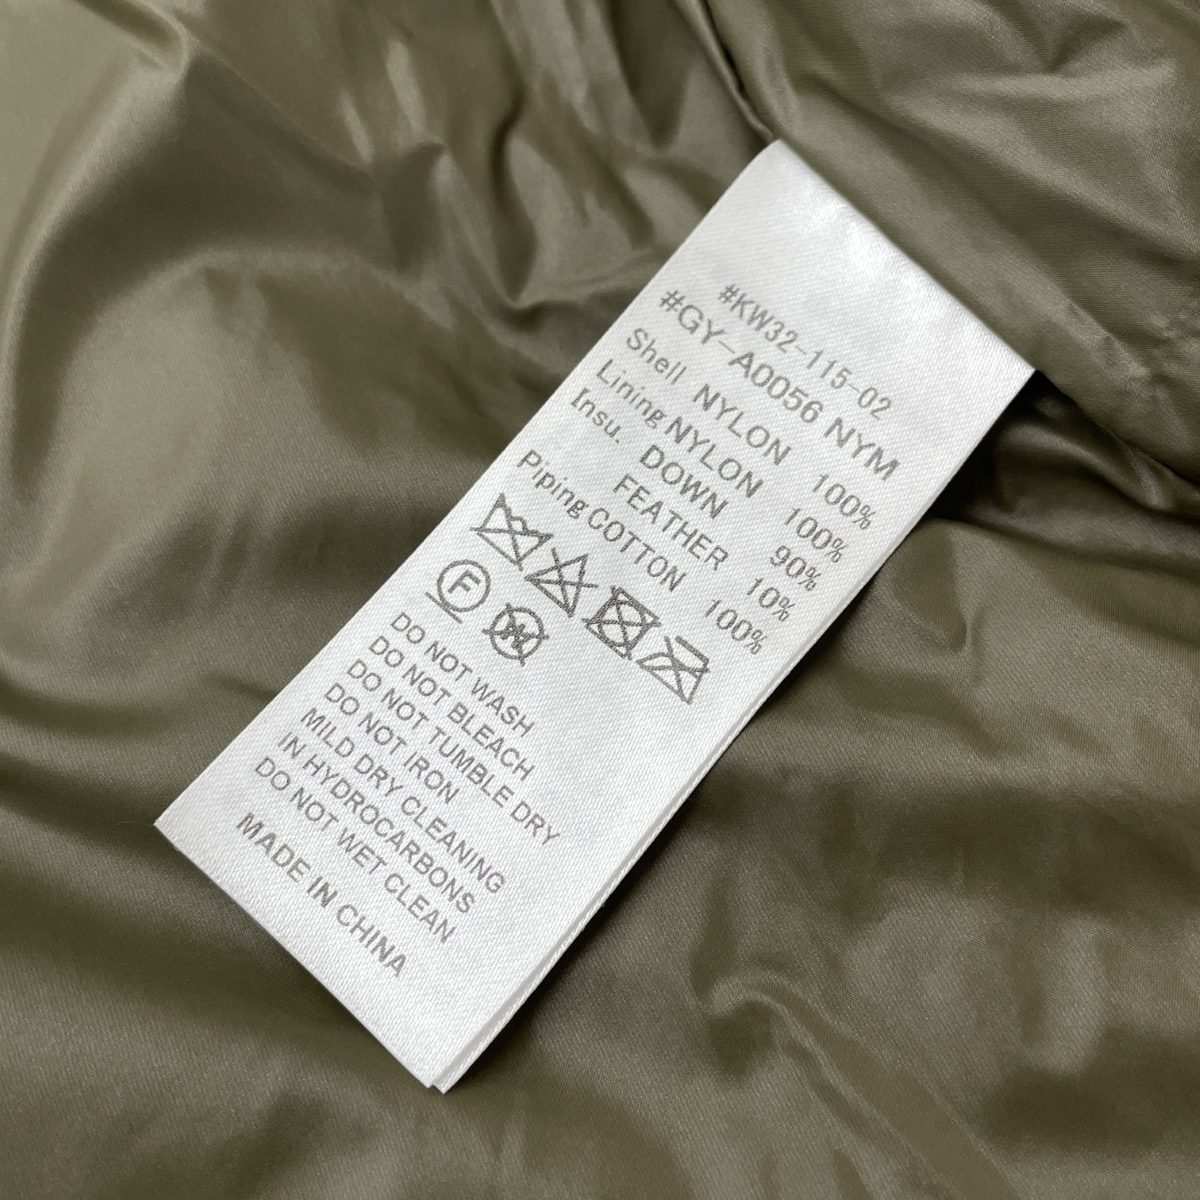 #KW32-115-02
#GY-A0056 NYM
Shell NYLON 100%
Lining NYLON 100%
Insu. DOWN 90%
FEATHER 10%
Piping COTTON 100%
F W
DO NOT WASH
DO NOT BLEACH
DO NOT TUMBLE DRY
DO NOT IRON
MILD DRY CLEANING
IN HYDROCARBONS
DO NOT WET CLEAN
MADE IN CHINA